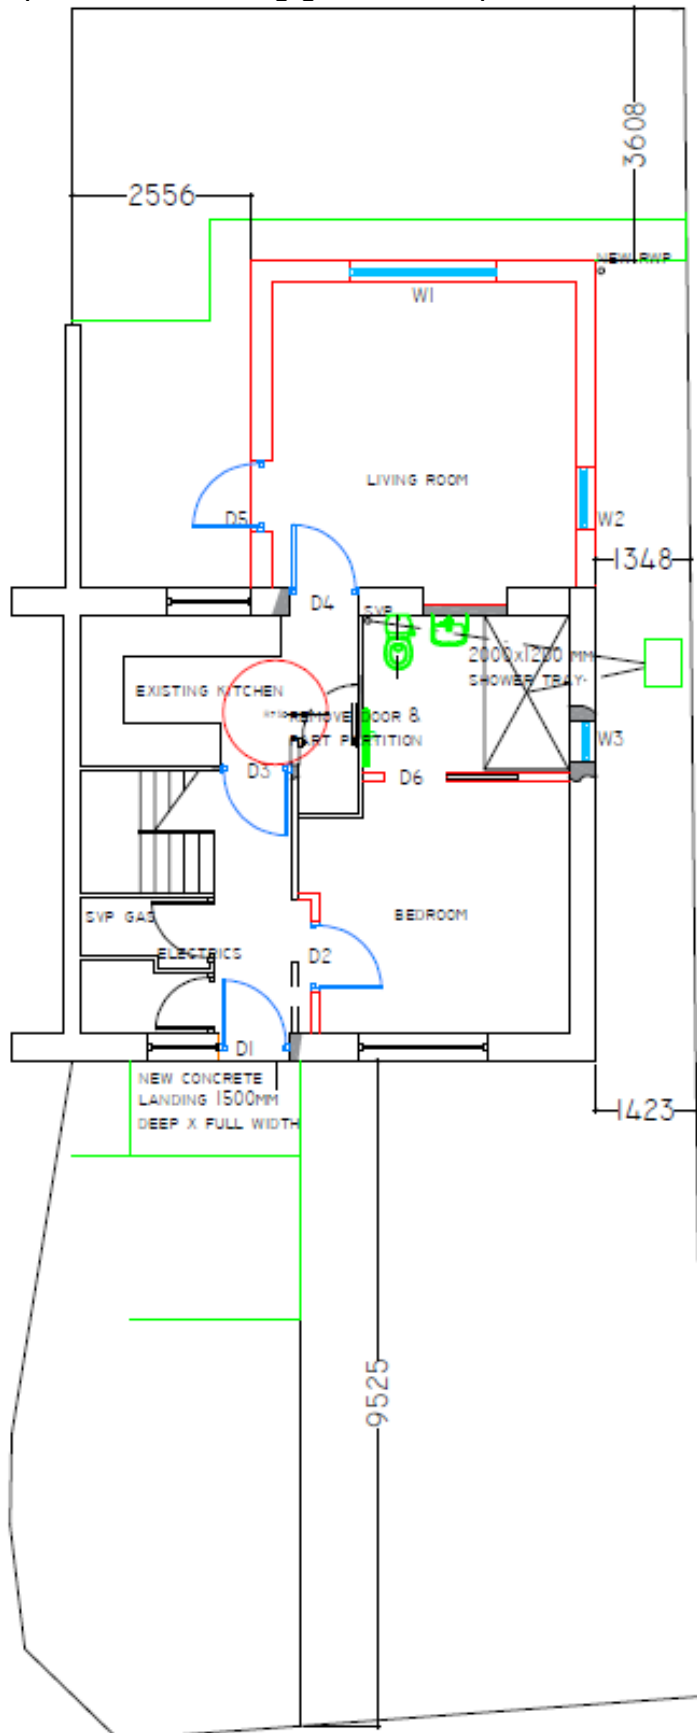 3608
2556
NEW RWP
W1
LIVING ROOM
D5
W2
1348
D4
SVP
2000x1200 MM
SHOWER TRAY
EXISTING KITCHEN
REMOVE DOOR &
PARTITION
W3
D3
D6
SVP GAS
BEDROOM
ELECTRICS
D2
D1
NEW CONCRETE
LANDING 1500MM
DEEP X FULL WIDTH
1423
9525